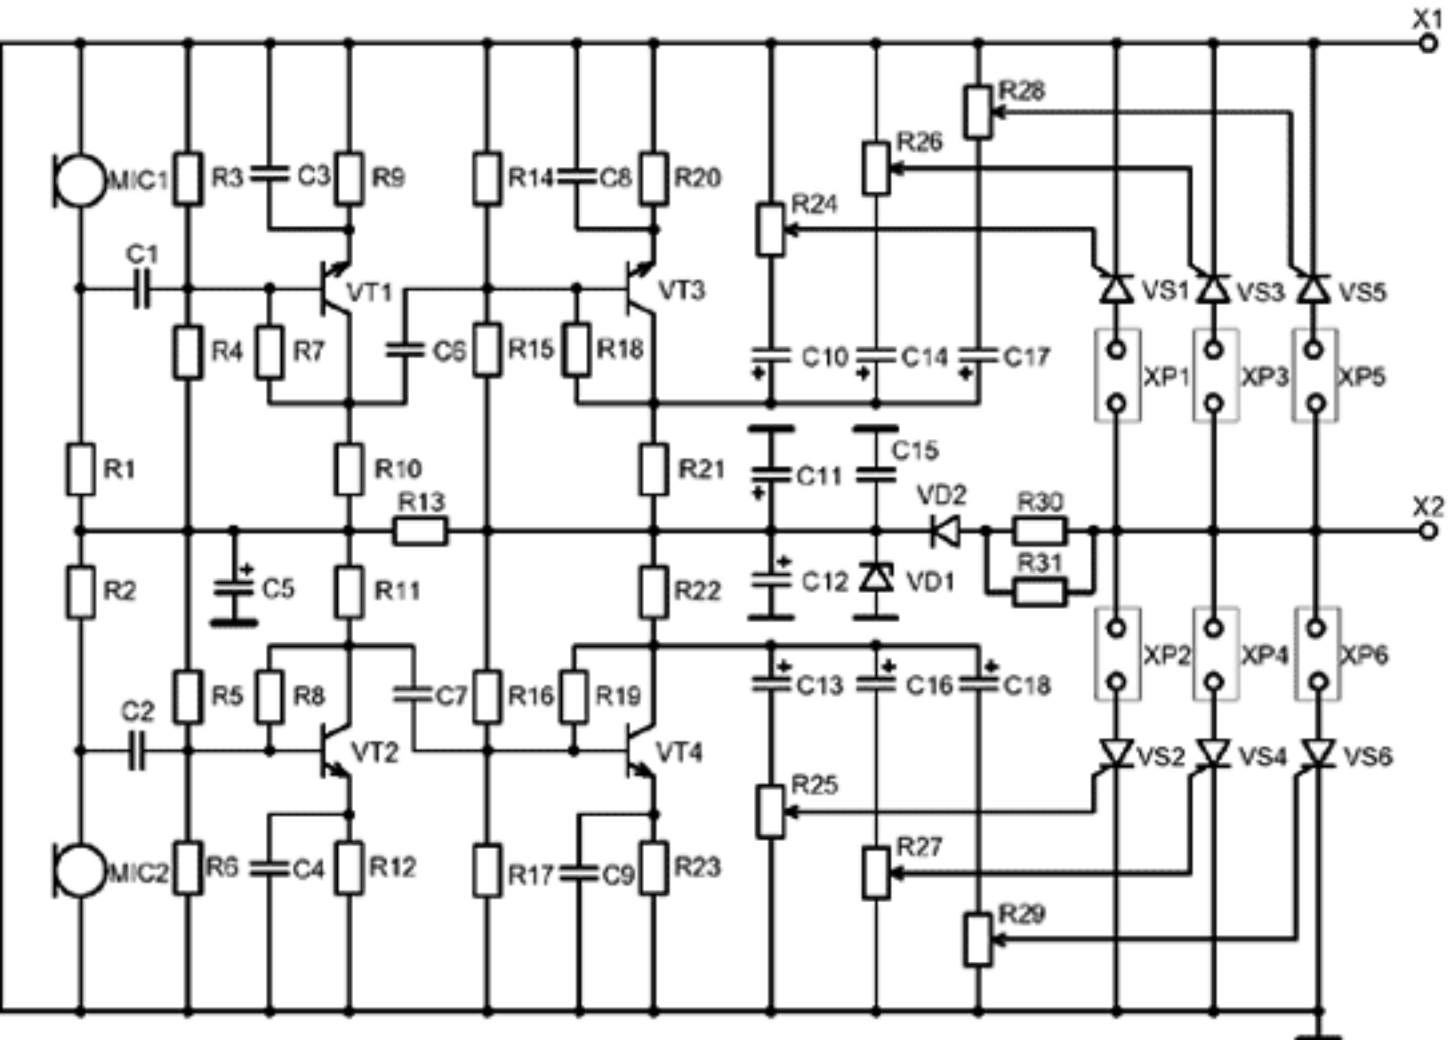 X1
R28
R26
MIC1 R3 C3 R9 R14 C8 R20
R24
C1
VT1 VT3 VS1 VS3 VS5
R4 R7 C6 R15 R18 C10 C14 C17
XP1 XP3 XP5
R1 R10 R21 C11 C15
R13 VD2 R30 X2
R31
R2 C5 R11 R22 C12 VD1
XP2 XP4 XP6
R5 R8 C7 R16 R19 C13 C16 C18
C2
VT2 VT4 VS2 VS4 VS6
R25
R27
MIC2 R6 C4 R12 R17 C9 R23
R29